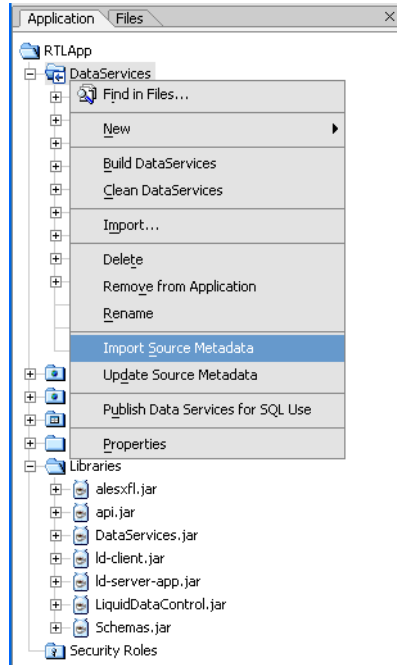 Application
Files
RTLApp
DataServices
Find in Files...
New
Build DataServices
Clean DataServices
Import...
Delete
Remove from Application
Rename
Import Source Metadata
Update Source Metadata
Publish Data Services for SQL Use
Properties
Libraries
alesxfl.jar
api.jar
DataServices.jar
ld-client.jar
ld-server-app.jar
LiquidDataControl.jar
Schemas.jar
Security Roles